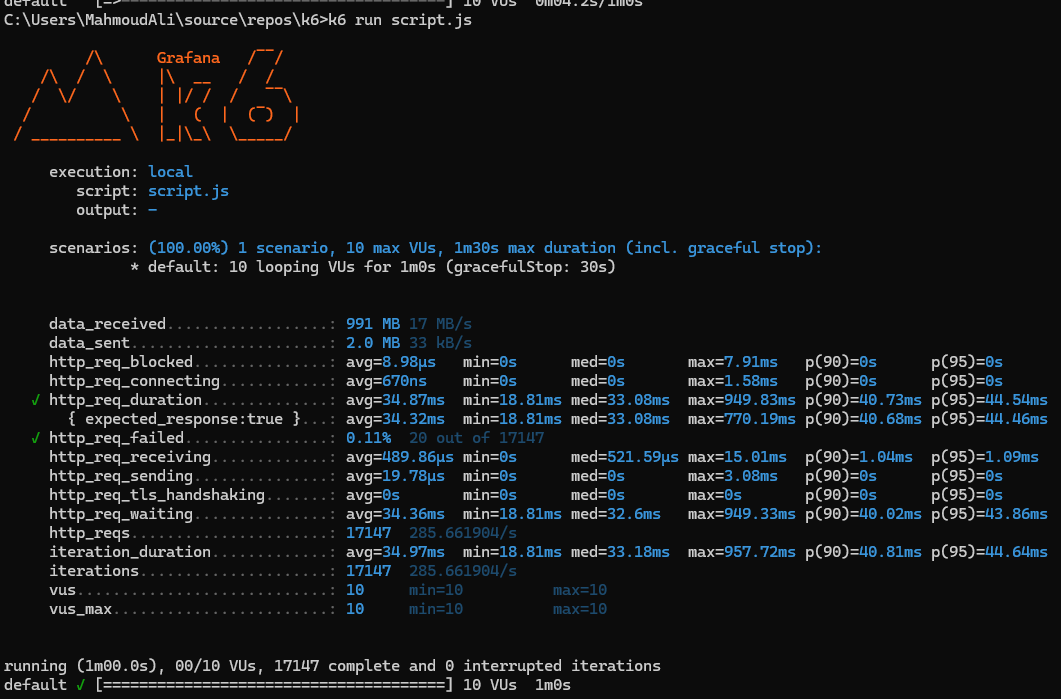 default   [=>------------------------------------] 10 VUs  0m04.2s/1m0s
C:\Users\MahmoudAli\source\repos\k6>k6 run script.js
Grafana
execution: local
script: script.js
output: -
scenarios: (100.00%) 1 scenario, 10 max VUs, 1m30s max duration (incl. graceful stop):
* default: 10 looping VUs for 1m0s (gracefulStop: 30s)
data_received..................: 991 MB 17 MB/s
data_sent......................: 2.0 MB 33 kB/s
http_req_blocked...............: avg=8.98µs   min=0s      med=0s       max=7.91ms   p(90)=0s      p(95)=0s
http_req_connecting............: avg=670ns    min=0s      med=0s       max=1.58ms   p(90)=0s      p(95)=0s
✓ http_req_duration..............: avg=34.87ms  min=18.81ms med=33.08ms  max=949.83ms p(90)=40.73ms p(95)=44.54ms
{ expected_response:true }...: avg=34.32ms  min=18.81ms med=33.08ms  max=770.19ms p(90)=40.68ms p(95)=44.46ms
✓ http_req_failed................: 0.11%  20 out of 17147
http_req_receiving.............: avg=489.86µs min=0s      med=521.59µs max=15.01ms  p(90)=1.04ms  p(95)=1.09ms
http_req_sending...............: avg=19.78µs  min=0s      med=0s       max=3.08ms   p(90)=0s      p(95)=0s
http_req_tls_handshaking.......: avg=0s       min=0s      med=0s       max=0s       p(90)=0s      p(95)=0s
http_req_waiting...............: avg=34.36ms  min=18.81ms med=32.6ms   max=949.33ms p(90)=40.02ms p(95)=43.86ms
http_reqs......................: 17147  285.661904/s
iteration_duration.............: avg=34.97ms  min=18.81ms med=33.18ms  max=957.72ms p(90)=40.81ms p(95)=44.64ms
iterations.....................: 17147  285.661904/s
vus............................: 10     min=10          max=10
vus_max........................: 10     min=10          max=10
running (1m00.0s), 00/10 VUs, 17147 complete and 0 interrupted iterations
default ✓ [======================================] 10 VUs  1m0s